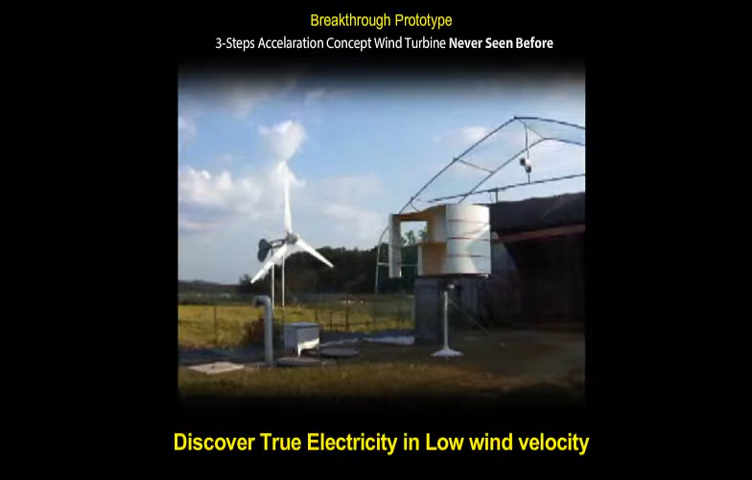 Breakthrough Prototype
3-Steps Accelaration Concept Wind Turbine Never Seen Before
Discover True Electricity in Low wind velocity